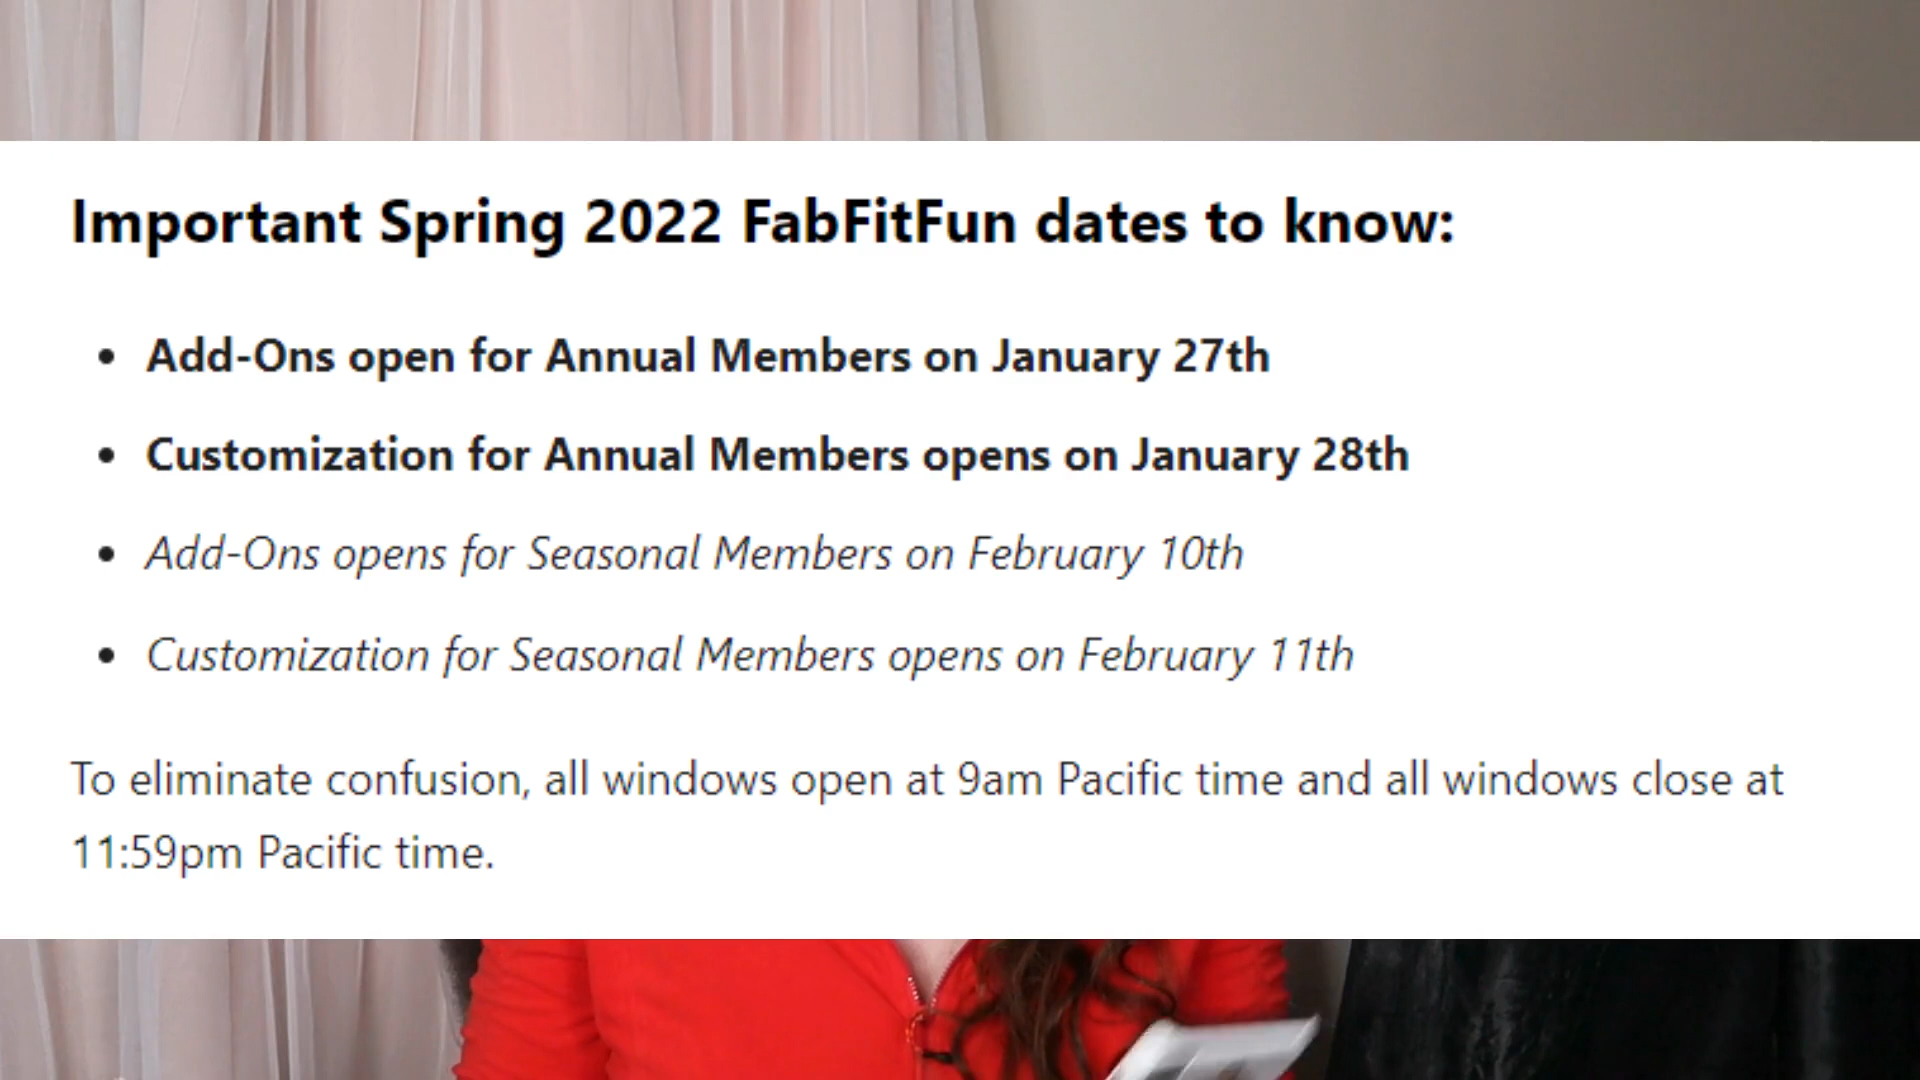 Important Spring 2022 FabFitFun dates to know:
• Add-Ons open for Annual Members on January 27th
• Customization for Annual Members opens on January 28th
• Add-Ons opens for Seasonal Members on February 10th
• Customization for Seasonal Members opens on February 11th
To eliminate confusion, all windows open at 9am Pacific time and all windows close at
11:59pm Pacific time.